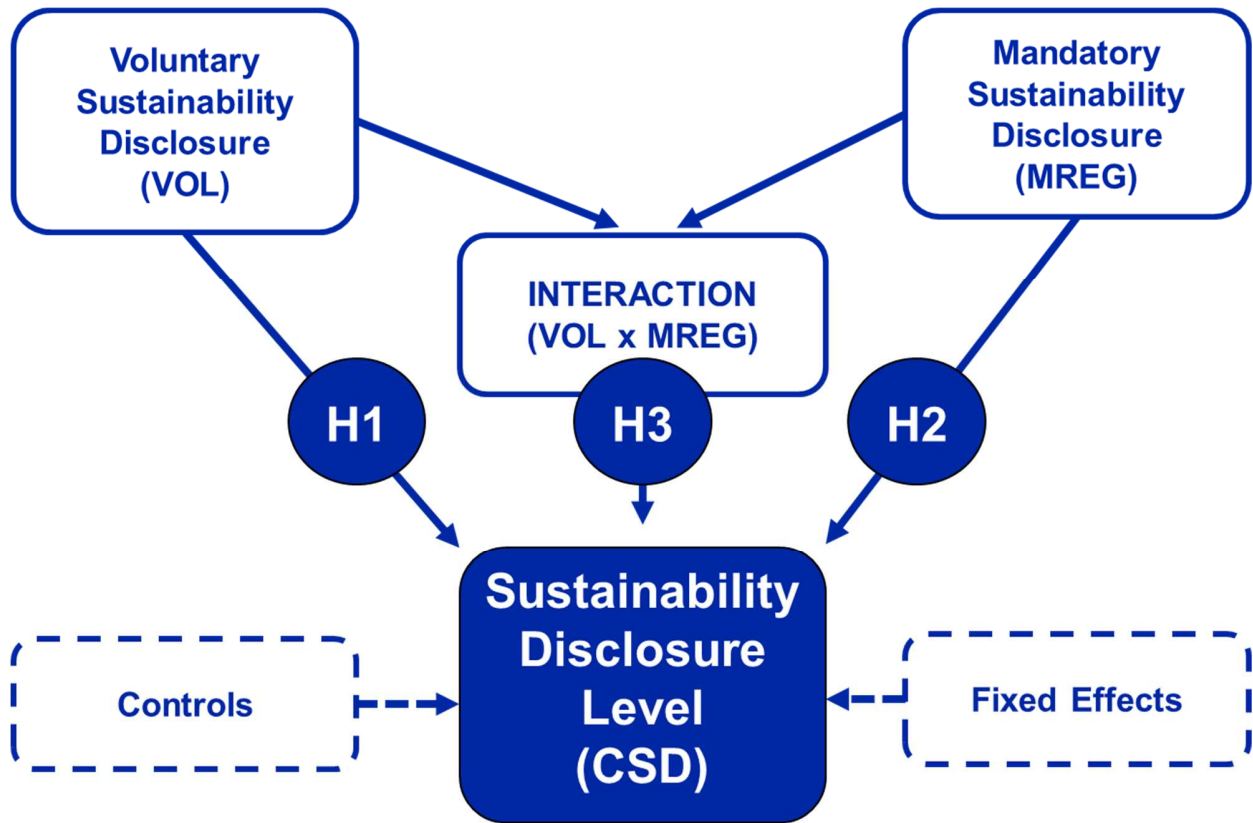 Voluntary
Sustainability
Disclosure
(VOL)
Mandatory
Sustainability
Disclosure
(MREG)
INTERACTION
(VOL x MREG)
H1
H3
H2
Sustainability
Disclosure
Level
(CSD)
Controls
Fixed Effects